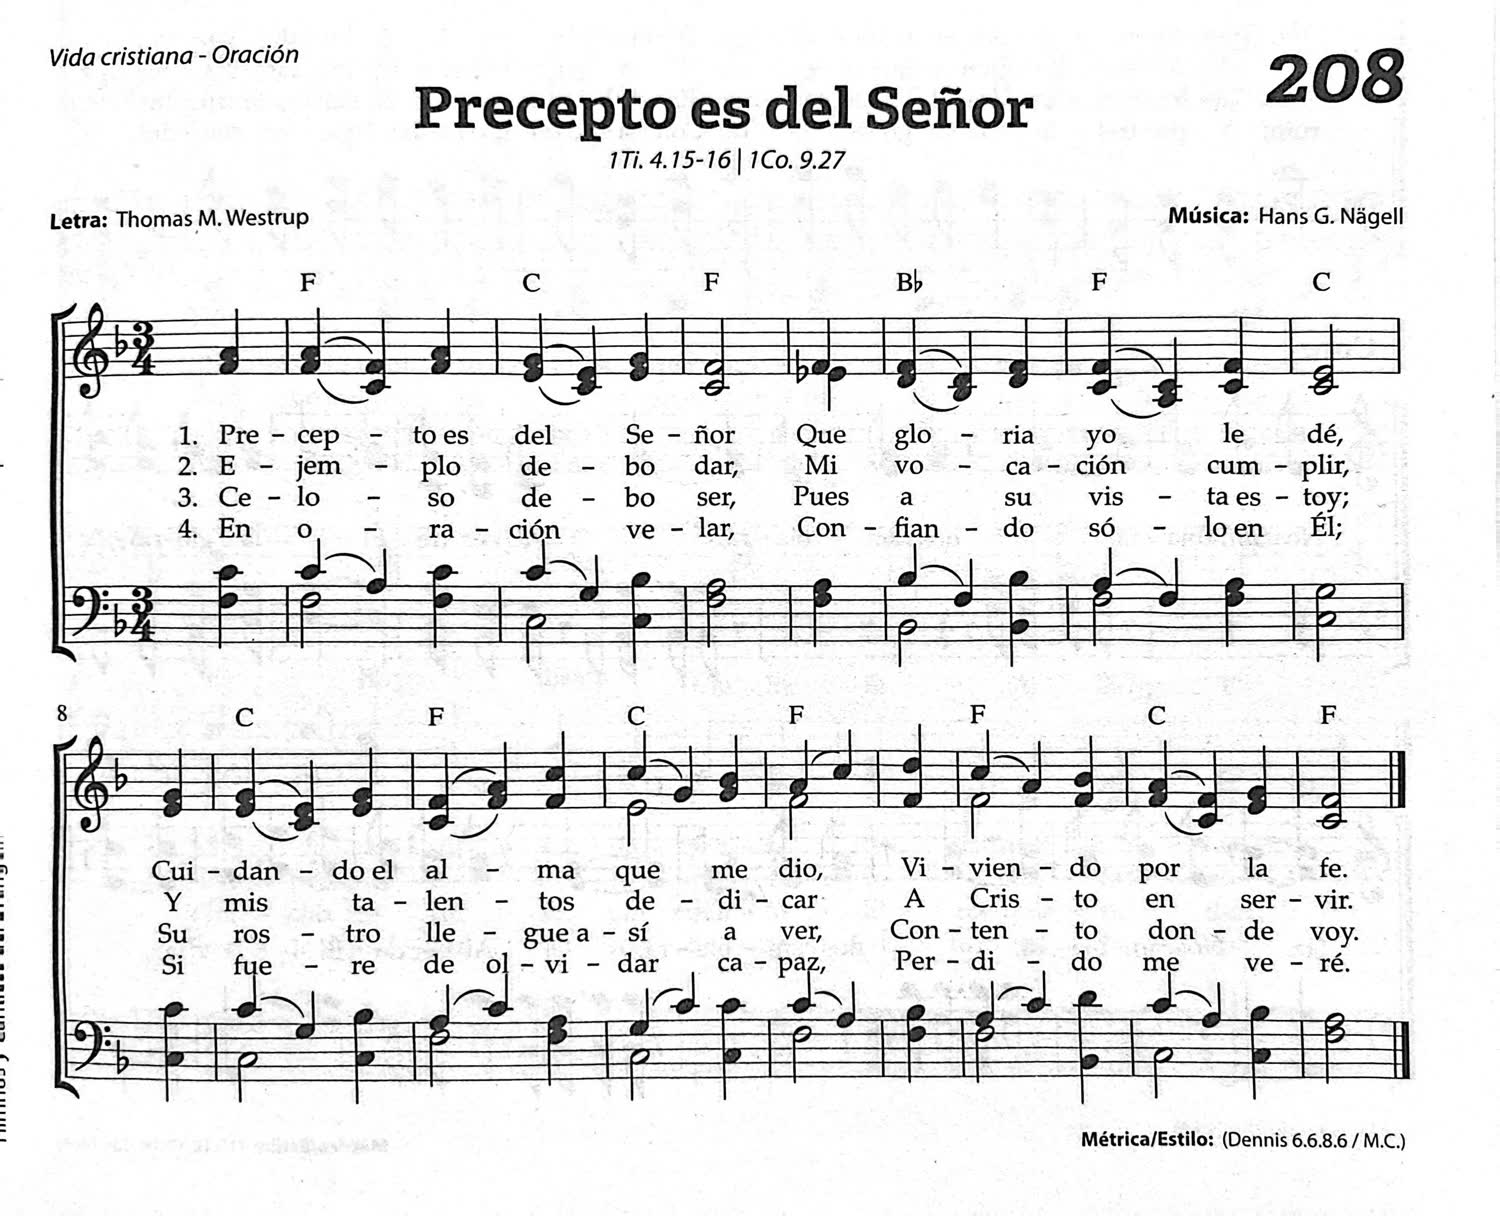 Vida cristiana - Oración
208
Precepto es del Señor
1Ti. 4.15-16 | 1Co. 9.27
Letra: Thomas M. Westrup
Música: Hans G. Nägell
F C F B♭ F C
1. Pre - cep - to es del Se - ñor Que glo - ria yo le dé,
2. E - jem - plo de - bo dar, Mi vo - ca - ción cum - plir,
3. Ce - lo - so de - bo ser, Pues a su vis - ta es - toy;
4. En o - ra - ción ve - lar, Con - fian - do só - lo en Él;
8
C F C F F C F
Cui - dan - do el al - ma que me dio, Vi - vien - do por la fe.
Y mis ta - len - tos de - di - car A Cris - to en ser - vir.
Su ros - tro lle - gue a - sí a ver, Con - ten - to don - de voy.
Si fue - re de ol - vi - dar ca - paz, Per - di - do me ve - ré.
Métrica/Estilo: (Dennis 6.6.8.6 / M.C.)